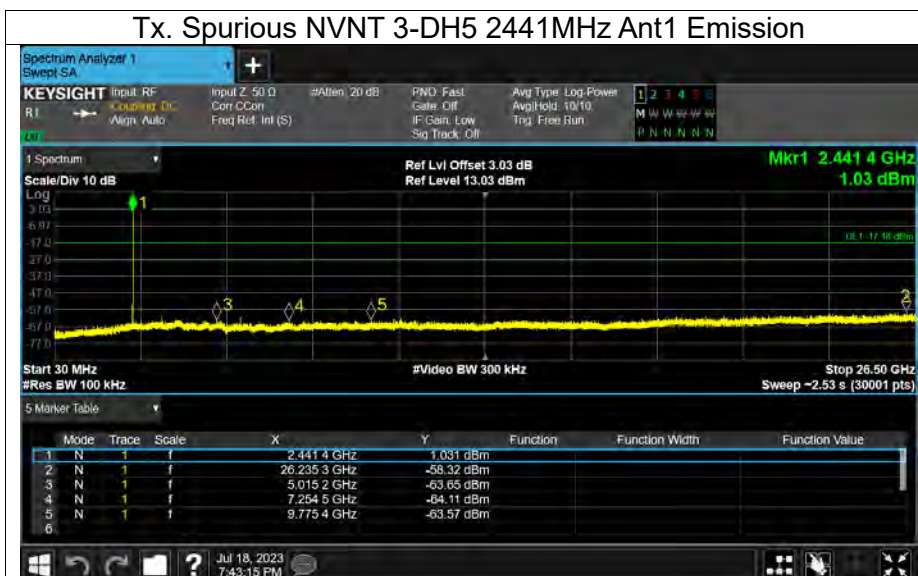 Tx. Spurious NVNT 3-DH5 2441MHz Ant1 Emission
Spectrum Analyzer 1
Swept SA
+
KEYSIGHT Input: RF Input Z: 50 Ω #Atten: 20 dB PNO: Fast Avg Type: Log-Power 1 2 3 4 5 6
R1 Coupling: DC Corr CCorr Gate: Off Avg|Hold: 10/10 M W W W W W
Align: Auto Freq Ref: Int (S) IF Gain: Low Trig: Free Run
Sig Track: Off P N N N N N
1 Spectrum Ref Lvl Offset 3.03 dB Mkr1 2.441 4 GHz
Scale/Div 10 dB Ref Level 13.03 dBm 1.03 dBm
Log
3.03 1
-6.97
-17.0 DL1 -17.18 dBm
-27.0
-37.0
-47.0 2
-57.0 3 4 5
-67.0
-77.0
Start 30 MHz #Video BW 300 kHz Stop 26.50 GHz
#Res BW 100 kHz Sweep ~2.53 s (30001 pts)
5 Marker Table
Mode Trace Scale X Y Function Function Width Function Value
1 N 1 f 2.441 4 GHz 1.031 dBm
2 N 1 f 26.235 3 GHz -58.32 dBm
3 N 1 f 5.015 2 GHz -63.65 dBm
4 N 1 f 7.254 5 GHz -64.11 dBm
5 N 1 f 9.775 4 GHz -63.57 dBm
6
? Jul 18, 2023
7:43:15 PM